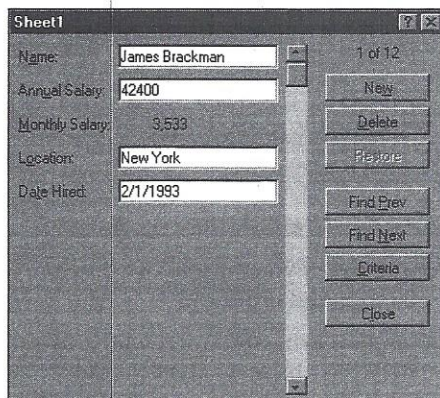 Sheet1
Name: James Brackman
Annual Salary: 42400
Monthly Salary: 3,533
Location: New York
Date Hired: 2/1/1993
1 of 12
New
Delete
Restore
Find Prev
Find Next
Criteria
Close